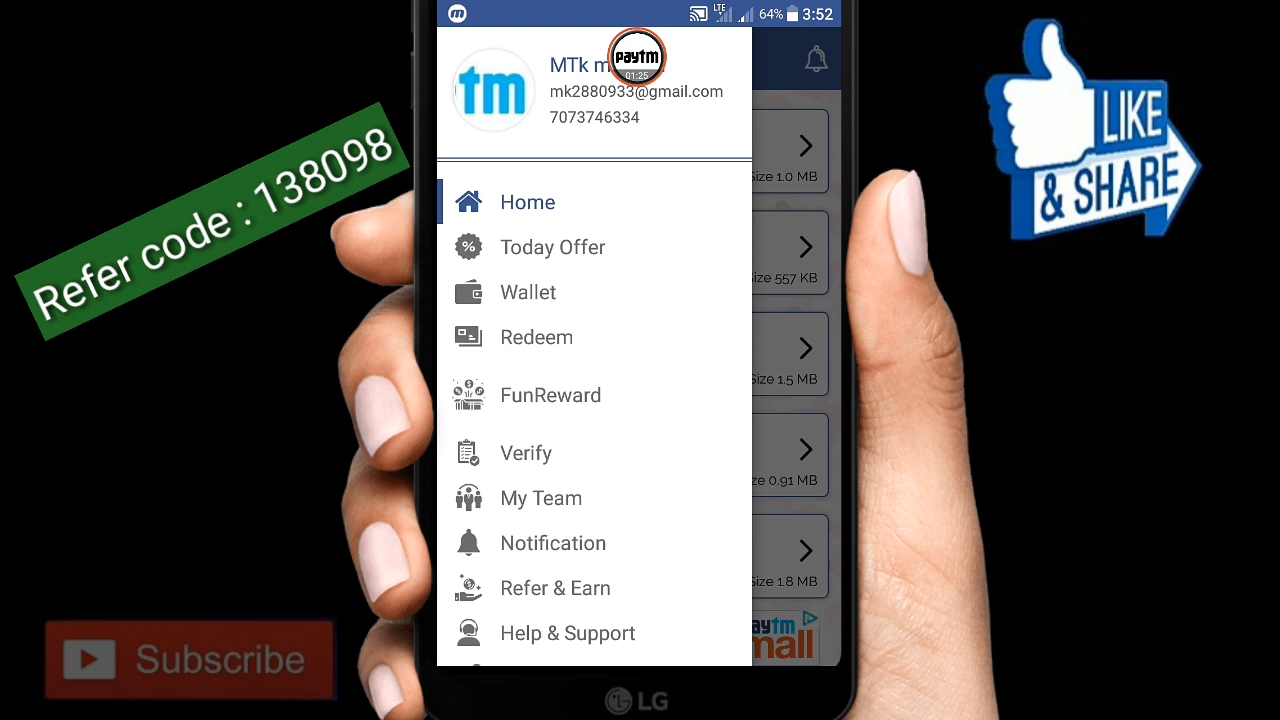 LTE 64% 3:52
MTk
paytm
01:25
mk2880933@gmail.com
7073746334
tm
Refer code : 138098
LIKE
& SHARE
Home
Today Offer
Wallet
Redeem
FunReward
Verify
My Team
Notification
Refer & Earn
Help & Support
Size 1.0 MB
Size 557 KB
Size 1.5 MB
0.91 MB
Size 1.8 MB
Subscribe
LG